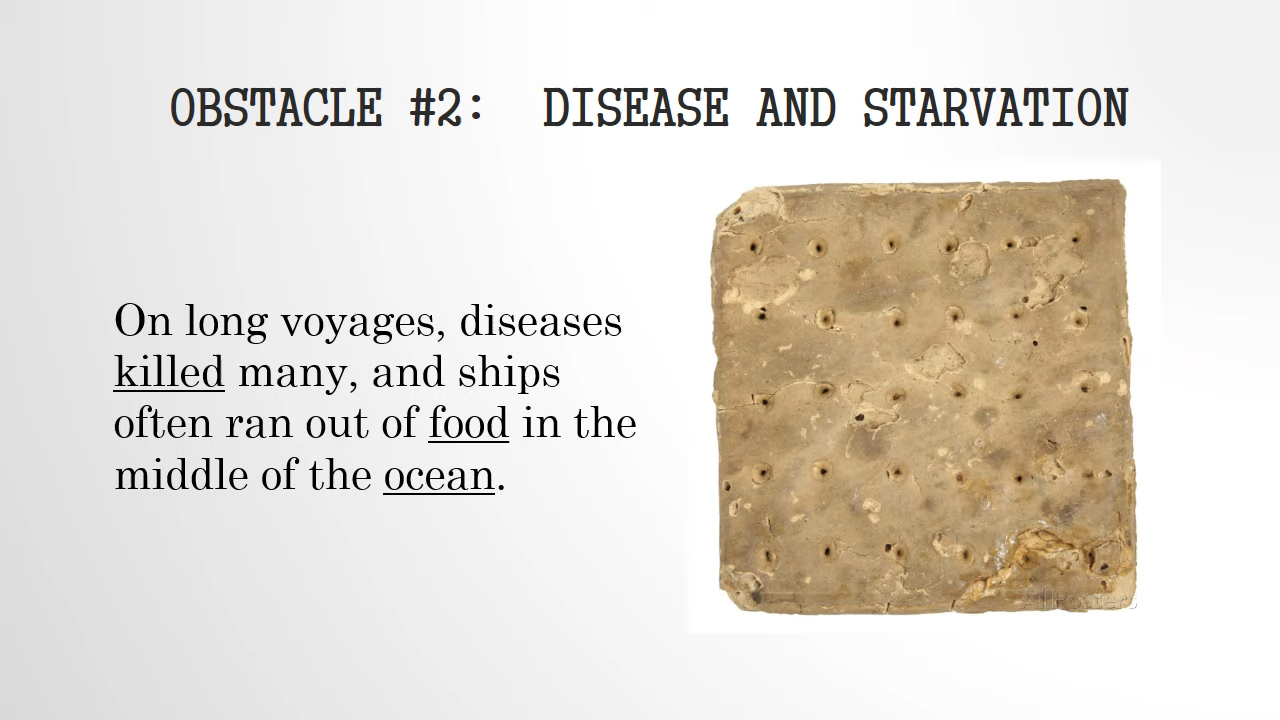 OBSTACLE #2: DISEASE AND STARVATION
On long voyages, diseases
killed many, and ships
often ran out of food in the
middle of the ocean.
AllPosters